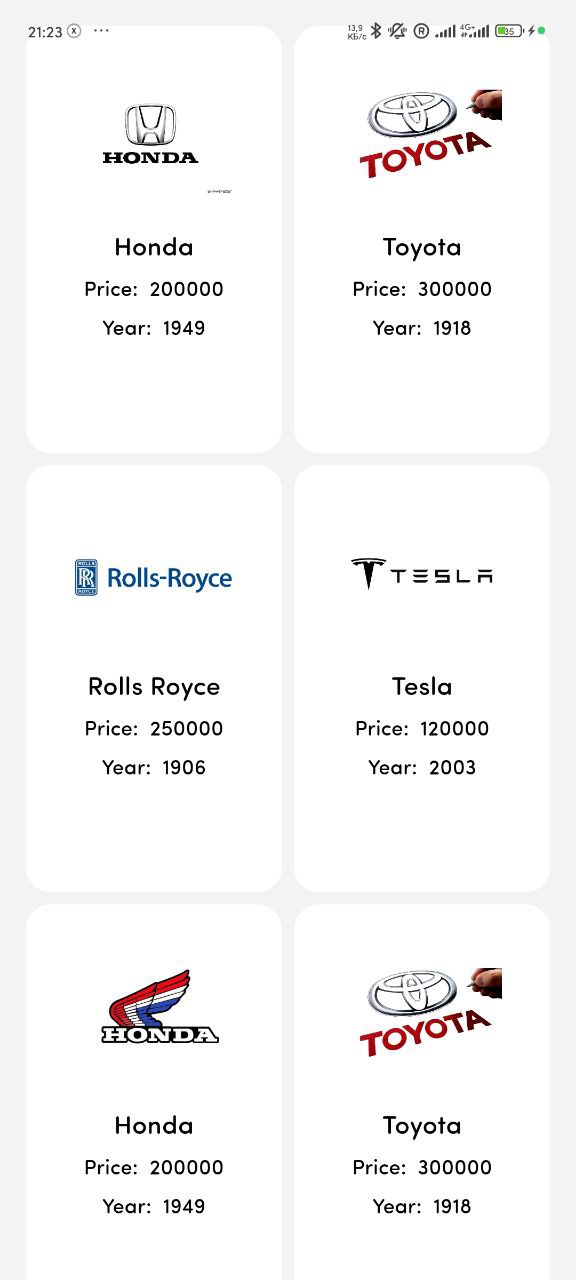 21:23
13,9
КБ/с
R
4G+
35
HONDA
TOYOTA
Honda
Toyota
Price: 200000
Price: 300000
Year: 1949
Year: 1918
ROLLS
RR
ROYCE
Rolls-Royce
TESLA
Rolls Royce
Tesla
Price: 250000
Price: 120000
Year: 1906
Year: 2003
HONDA
TOYOTA
Honda
Toyota
Price: 200000
Price: 300000
Year: 1949
Year: 1918